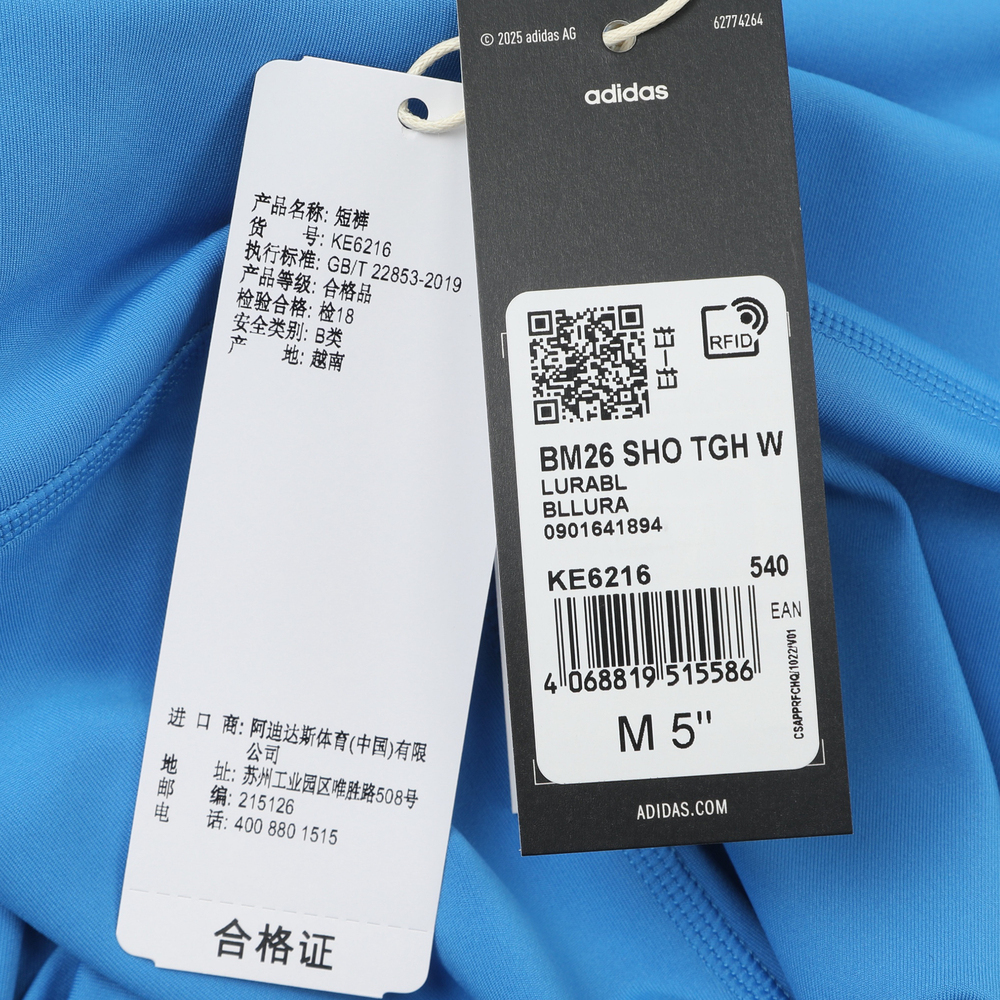 产品名称: 短裤
货 号: KE6216
执行标准: GB/T 22853-2019
产品等级: 合格品
检验合格: 检18
安全类别: B类
产 地: 越南
进 口 商: 阿迪达斯体育(中国)有限
公司
地 址: 苏州工业园区唯胜路508号
邮 编: 215126
电 话: 400 880 1515
合格证
© 2025 adidas AG
62774264
adidas
扫一扫
RFID
BM26 SHO TGH W
LURABL
BLLURA
0901641894
KE6216 540
EAN
4 068819 515586
CSAPPRFCHQ/1022/V01
M 5"
ADIDAS.COM